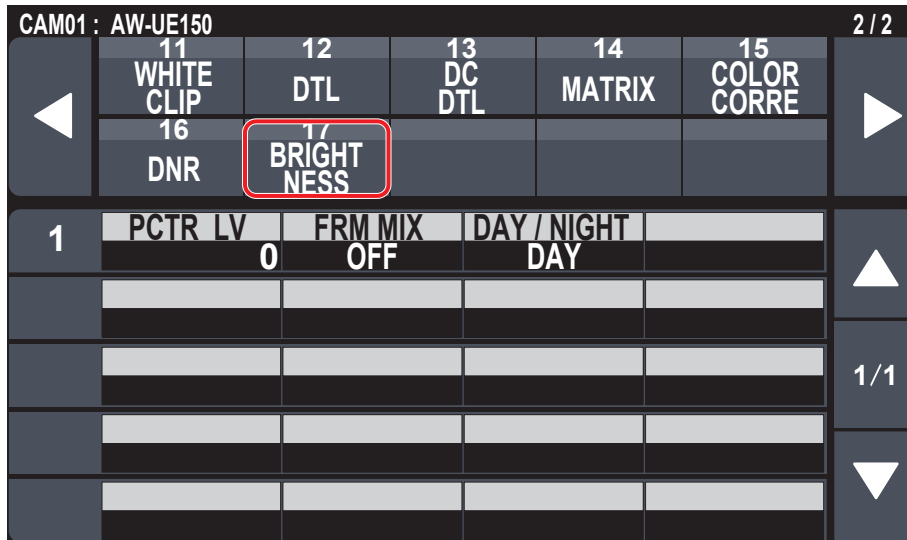 CAM01 : AW-UE150 2 / 2
11 12 13 14 15
WHITE CLIP DTL DC DTL MATRIX COLOR CORRE
16 17
DNR BRIGHT NESS
1 PCTR LV FRM MIX DAY / NIGHT
0 OFF DAY
1/1